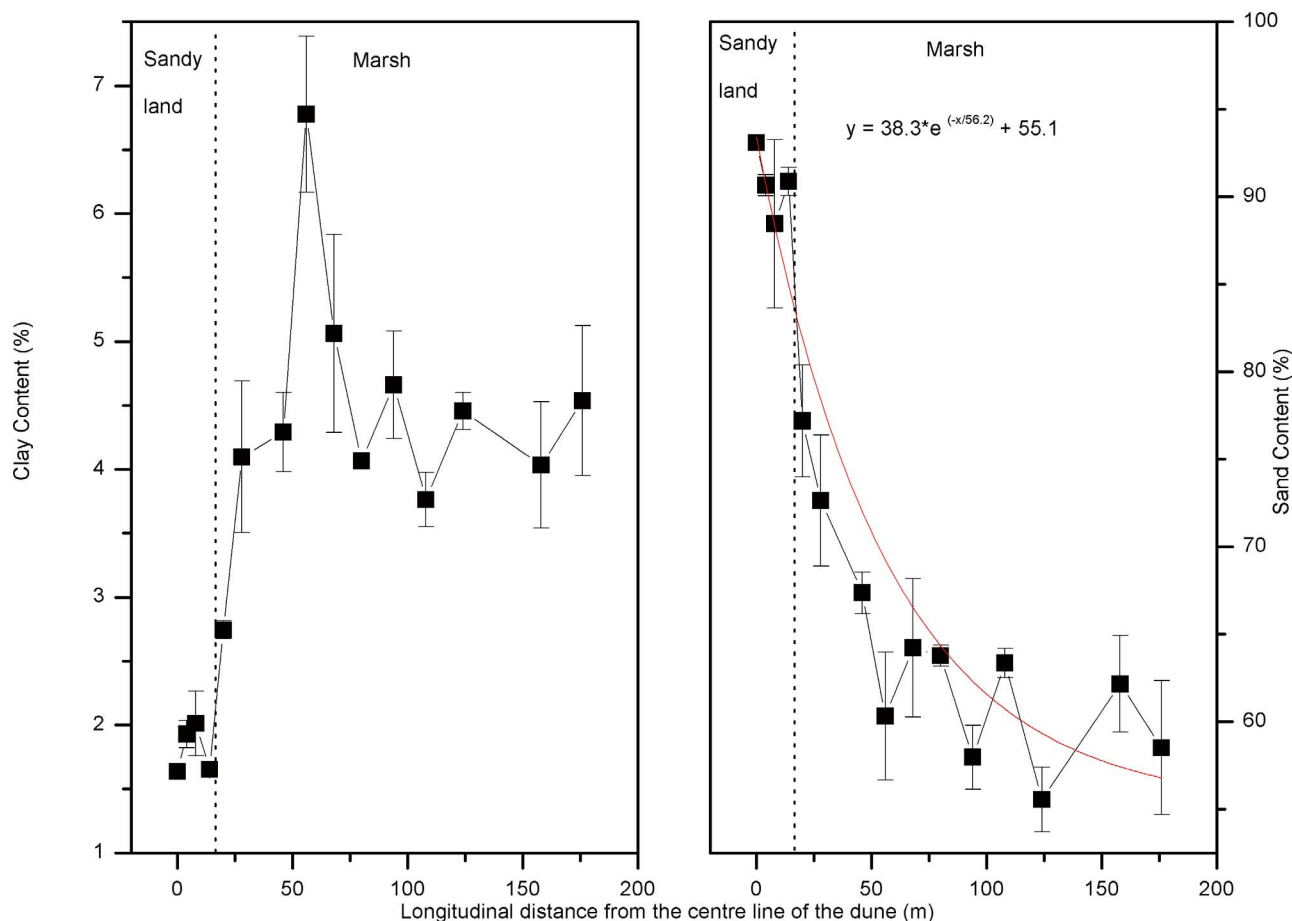 Sandy
land
Marsh
7
6
5
4
3
2
1
Clay Content (%)
0
50
100
150
200
Sandy
land
Marsh
y = 38.3*e (-x/56.2) + 55.1
100
90
80
70
60
Sand Content (%)
0
50
100
150
200
Longitudinal distance from the centre line of the dune (m)